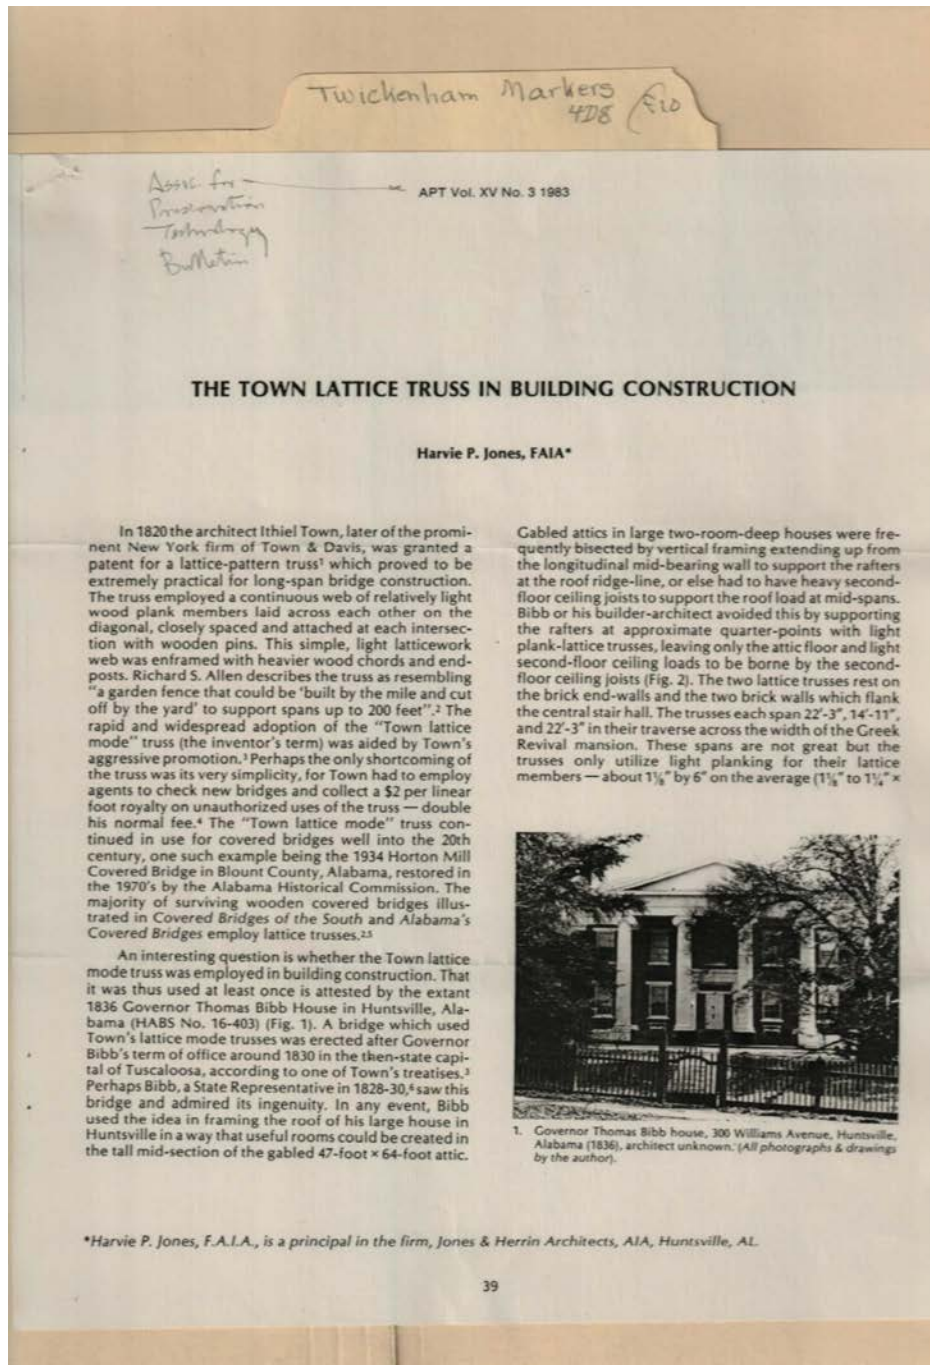 Twickenham Markers
4D8
F10
Assoc for
Preservation
Technology
Bulletin
APT Vol. XV No. 3 1983
THE TOWN LATTICE TRUSS IN BUILDING CONSTRUCTION
Harvie P. Jones, FAIA*
In 1820 the architect Ithiel Town, later of the promi-
nent New York firm of Town & Davis, was granted a
patent for a lattice-pattern truss¹ which proved to be
extremely practical for long-span bridge construction.
The truss employed a continuous web of relatively light
wood plank members laid across each other on the
diagonal, closely spaced and attached at each intersec-
tion with wooden pins. This simple, light latticework
web was enframed with heavier wood chords and end-
posts. Richard S. Allen describes the truss as resembling
"a garden fence that could be 'built by the mile and cut
off by the yard' to support spans up to 200 feet".² The
rapid and widespread adoption of the "Town lattice
mode" truss (the inventor's term) was aided by Town's
aggressive promotion.³ Perhaps the only shortcoming of
the truss was its very simplicity, for Town had to employ
agents to check new bridges and collect a $2 per linear
foot royalty on unauthorized uses of the truss — double
his normal fee.⁴ The "Town lattice mode" truss con-
tinued in use for covered bridges well into the 20th
century, one such example being the 1934 Horton Mill
Covered Bridge in Blount County, Alabama, restored in
the 1970's by the Alabama Historical Commission. The
majority of surviving wooden covered bridges illus-
trated in Covered Bridges of the South and Alabama's
Covered Bridges employ lattice trusses.²,⁵
An interesting question is whether the Town lattice
mode truss was employed in building construction. That
it was thus used at least once is attested by the extant
1836 Governor Thomas Bibb House in Huntsville, Ala-
bama (HABS No. 16-403) (Fig. 1). A bridge which used
Town's lattice mode trusses was erected after Governor
Bibb's term of office around 1830 in the then-state capi-
tal of Tuscaloosa, according to one of Town's treatises.³
Perhaps Bibb, a State Representative in 1828-30,⁶ saw this
bridge and admired its ingenuity. In any event, Bibb
used the idea in framing the roof of his large house in
Huntsville in a way that useful rooms could be created in
the tall mid-section of the gabled 47-foot × 64-foot attic.
Gabled attics in large two-room-deep houses were fre-
quently bisected by vertical framing extending up from
the longitudinal mid-bearing wall to support the rafters
at the roof ridge-line, or else had to have heavy second-
floor ceiling joists to support the roof load at mid-spans.
Bibb or his builder-architect avoided this by supporting
the rafters at approximate quarter-points with light
plank-lattice trusses, leaving only the attic floor and light
second-floor ceiling loads to be borne by the second-
floor ceiling joists (Fig. 2). The two lattice trusses rest on
the brick end-walls and the two brick walls which flank
the central stair hall. The trusses each span 22'-3", 14'-11",
and 22'-3" in their traverse across the width of the Greek
Revival mansion. These spans are not great but the
trusses only utilize light planking for their lattice
members — about 1⅛" by 6" on the average (1⅛" to 1¼" ×
1. Governor Thomas Bibb house, 300 Williams Avenue, Huntsville,
Alabama (1836), architect unknown. (All photographs & drawings
by the author).
*Harvie P. Jones, F.A.I.A., is a principal in the firm, Jones & Herrin Architects, AIA, Huntsville, AL.
39